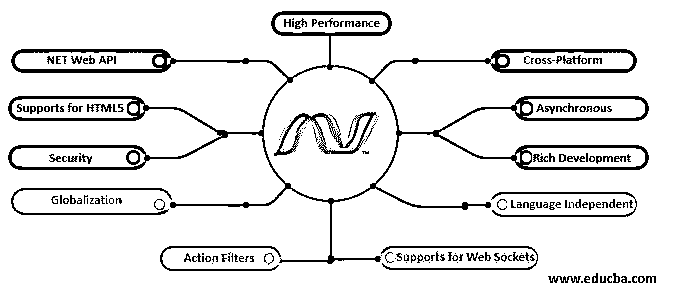 High Performance
NET Web API
Cross-Platform
Supports for HTML5
Asynchronous
Security
Rich Development
Globalization
Language Independent
Action Filters
Supports for Web Sockets
www.educba.com
TM